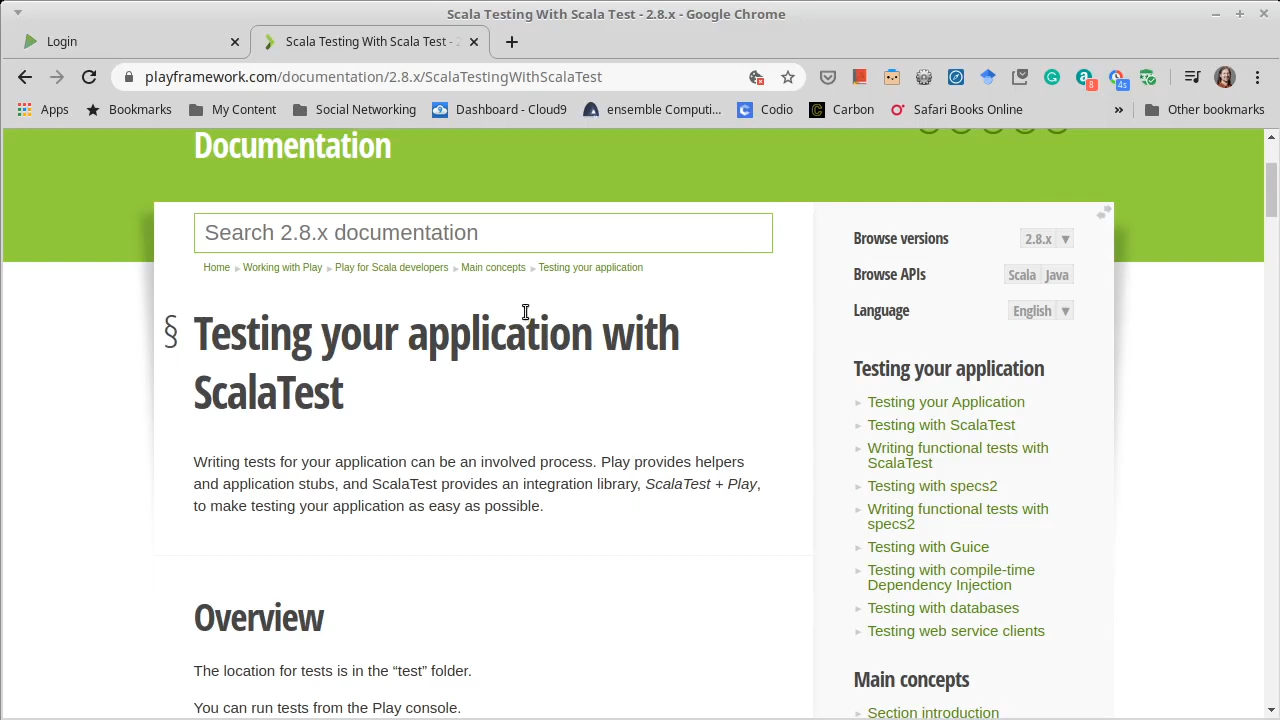 Scala Testing With Scala Test - 2.8.x - Google Chrome
Login
Scala Testing With Scala Test - 2
playframework.com/documentation/2.8.x/ScalaTestingWithScalaTest
8
4s
Apps
Bookmarks
My Content
Social Networking
Dashboard - Cloud9
ensemble Computi...
Codio
Carbon
Safari Books Online
»
Other bookmarks
Documentation
Search 2.8.x documentation
Home
Working with Play
Play for Scala developers
Main concepts
Testing your application
§ Testing your application with
ScalaTest
Writing tests for your application can be an involved process. Play provides helpers
and application stubs, and ScalaTest provides an integration library, ScalaTest + Play,
to make testing your application as easy as possible.
Overview
The location for tests is in the “test” folder.
You can run tests from the Play console.
Browse versions 2.8.x ▾
Browse APIs Scala Java
Language English ▾
Testing your application
Testing your Application
Testing with ScalaTest
Writing functional tests with
ScalaTest
Testing with specs2
Writing functional tests with
specs2
Testing with Guice
Testing with compile-time
Dependency Injection
Testing with databases
Testing web service clients
Main concepts
Section introduction